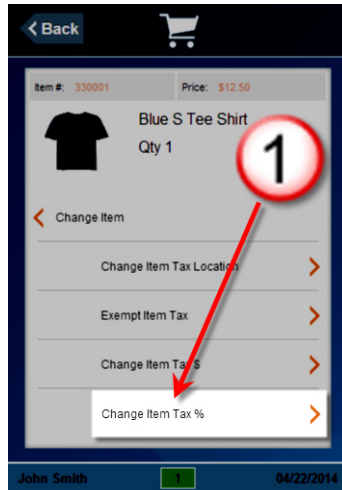 Back
Item #: 330001 Price: $12.50
Blue S Tee Shirt
Qty 1
1
Change Item
Change Item Tax Location
Exempt Item Tax
Change Item Tax $
Change Item Tax %
John Smith 1 04/22/2014